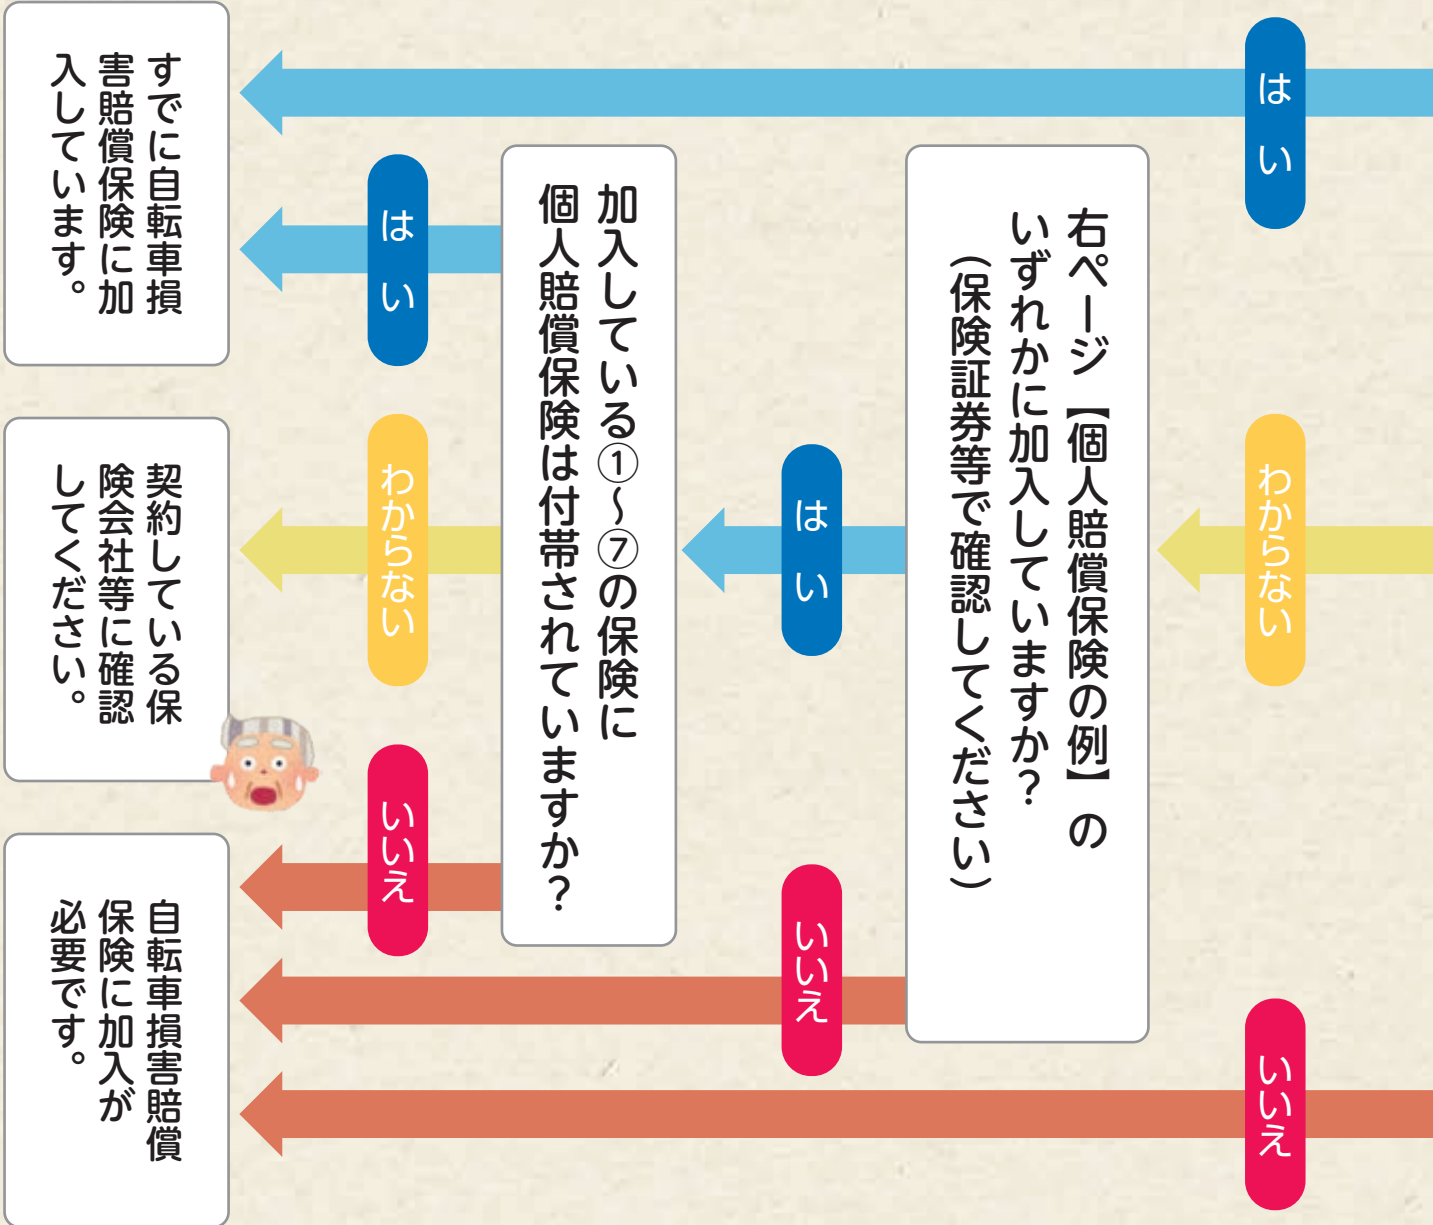 はい
わからない
いいえ
右ページ【個人賠償保険の例】の
いずれかに加入していますか？
（保険証券等で確認してください）
はい
いいえ
加入している①～⑦の保険に
個人賠償保険は付帯されていますか？
はい
わからない
いいえ
すでに自転車損
害賠償保険に加
入しています。
契約している保
険会社等に確認
してください。
自転車損害賠償
保険に加入が
必要です。